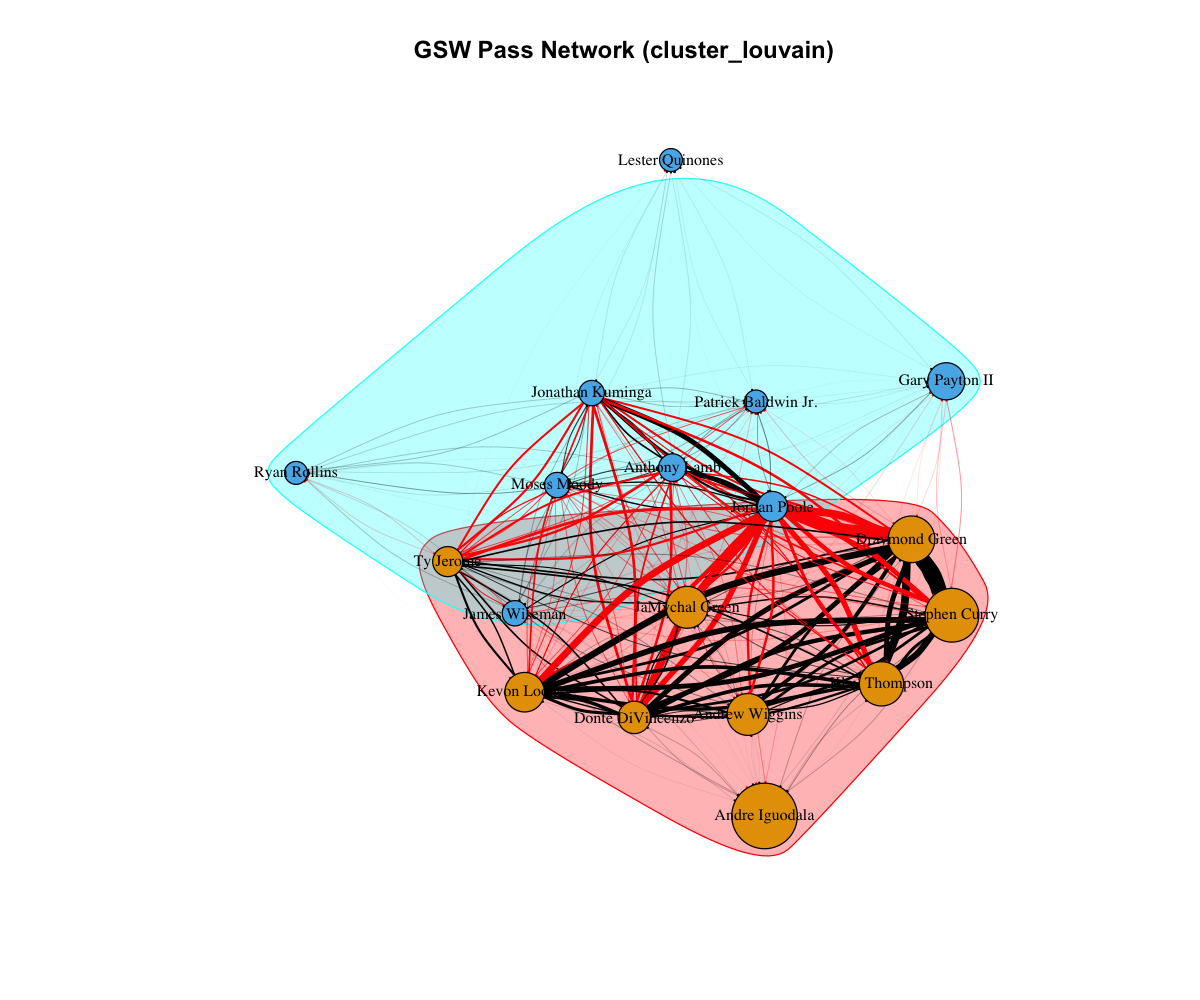 GSW Pass Network (cluster_louvain)
Lester Quinones
Jonathan Kuminga
Patrick Baldwin Jr.
Gary Payton II
Ryan Rollins
Anthony Lamb
Moses Moody
Jordan Poole
Draymond Green
Ty Jerome
JaMychal Green
James Wiseman
Stephen Curry
Thompson
Kevon Looney
Donte DiVincenzo
Andrew Wiggins
Andre Iguodala